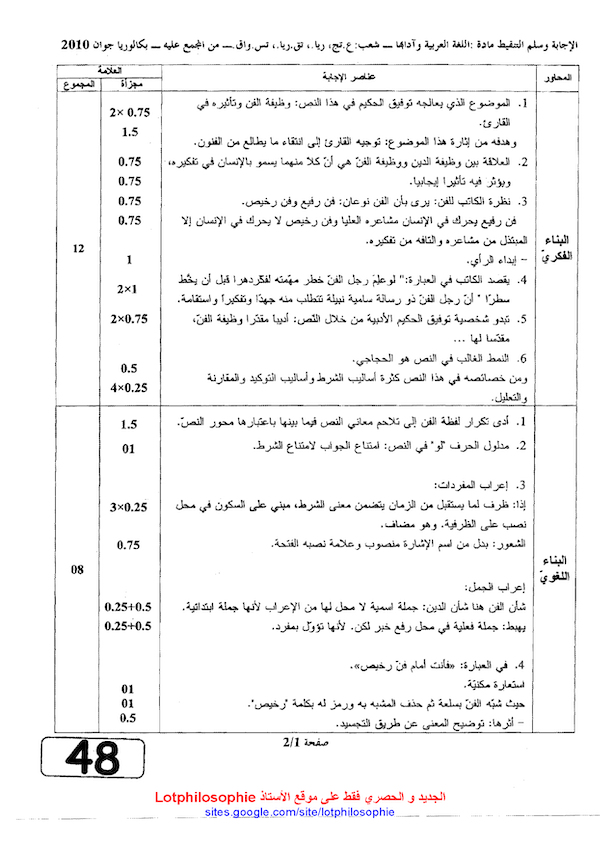 الإجابة وسلم التنقيط مادة :اللغة العربية وآدابها ــ شعب: ع.تج، ريا.، تق.ريا.، تس.واق.ــ من المجمع عليه ــ بكالوريا جوان 2010
المحاور عناصر الإجابة العلامة
مجزأة المجموع
1. الموضوع الذي يعالجه توفيق الحكيم في هذا النص: وظيفة الفن وتأثيره في 2× 0.75
القارئ.
وهدفه من إثارة هذا الموضوع: توجيه القارئ إلى انتقاء ما يطالع من الفنون. 1.5
2. العلاقة بين وظيفة الدين ووظيفة الفنّ هي أنّ كلاّ منهما يسمو بالإنسان في تفكيره، 0.75
ويؤثر فيه تأثيرا إيجابيا. 0.75
3. نظرة الكاتب للفن: يرى بأن الفن نوعان: فن رفيع وفن رخيص. 0.75
فن رفيع يحرك في الإنسان مشاعره العليا وفن رخيص لا يحرك في الإنسان إلا 0.75
المبتذل من مشاعره والتافه من تفكيره.
البناء الفكريّ 12
- إبداء الرأي. 1
4. يقصد الكاتب في العبارة:" لوعلِمَ رجل الفنّ خطر مهمّته لفكّردهرا قبل أن يخُط 1×2
سطرًا " أنّ رجل الفنّ ذو رسالة سامية نبيلة تتطلب منه جهدًا وتفكيراً واستقامة.
5. تبدو شخصية توفيق الحكيم الأدبية من خلال النّص: أديبا مقدّرا وظيفة الفنّ، 0.75×2
مقدّسا لها ...
6. النمط الغالب في النص هو الحجاجي. 0.5
ومن خصائصه في هذا النص كثرة أساليب الشرط وأساليب التوكيد والمقارنة 0.25×4
والتعليل.
1. أدى تكرار لفظة الفن إلى تلاحم معاني النص فيما بينها باعتبارها محور النصّ. 1.5
2. مدلول الحرف "لو" في النص: امتناع الجواب لامتناع الشرط. 01
3. إعراب المفردات:
إذا: ظرف لما يستقبل من الزمان يتضمن معنى الشرط، مبني على السكون في محل 0.25×3
نصب على الظرفية. وهو مضاف.
الشعور: بدل من اسم الإشارة منصوب وعلامة نصبه الفتحة. 0.75
البناء اللغويّ 08
إعراب الجمل:
شأن الفن هنا شأن الدين: جملة اسمية لا محل لها من الإعراب لأنها جملة ابتدائية. 0.5+0.25
يهبط: جملة فعلية في محل رفع خبر لكن. لأنها تؤوّل بمفرد. 0.5+0.25
4. في العبارة: «فأنت أمام فنّ رخيص».
استعارة مكنيّة. 01
حيث شبّه الفنّ بسلعة ثم حذف المشبه به ورمز له بكلمة "رخيص". 01
- أثرها: توضيح المعنى عن طريق التجسيد. 0.5
صفحة 2/1
48
الجديد و الحصري فقط على موقع الأستاذ Lotphilosophie
sites.google.com/site/lotphilosophie